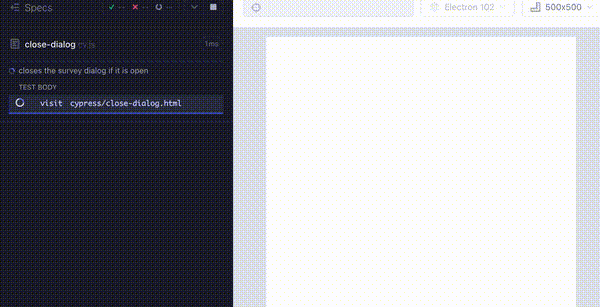 Specs -- -- --
Electron 102 500x500
close-dialog.cy.js 1ms
closes the survey dialog if it is open
TEST BODY
visit cypress/close-dialog.html